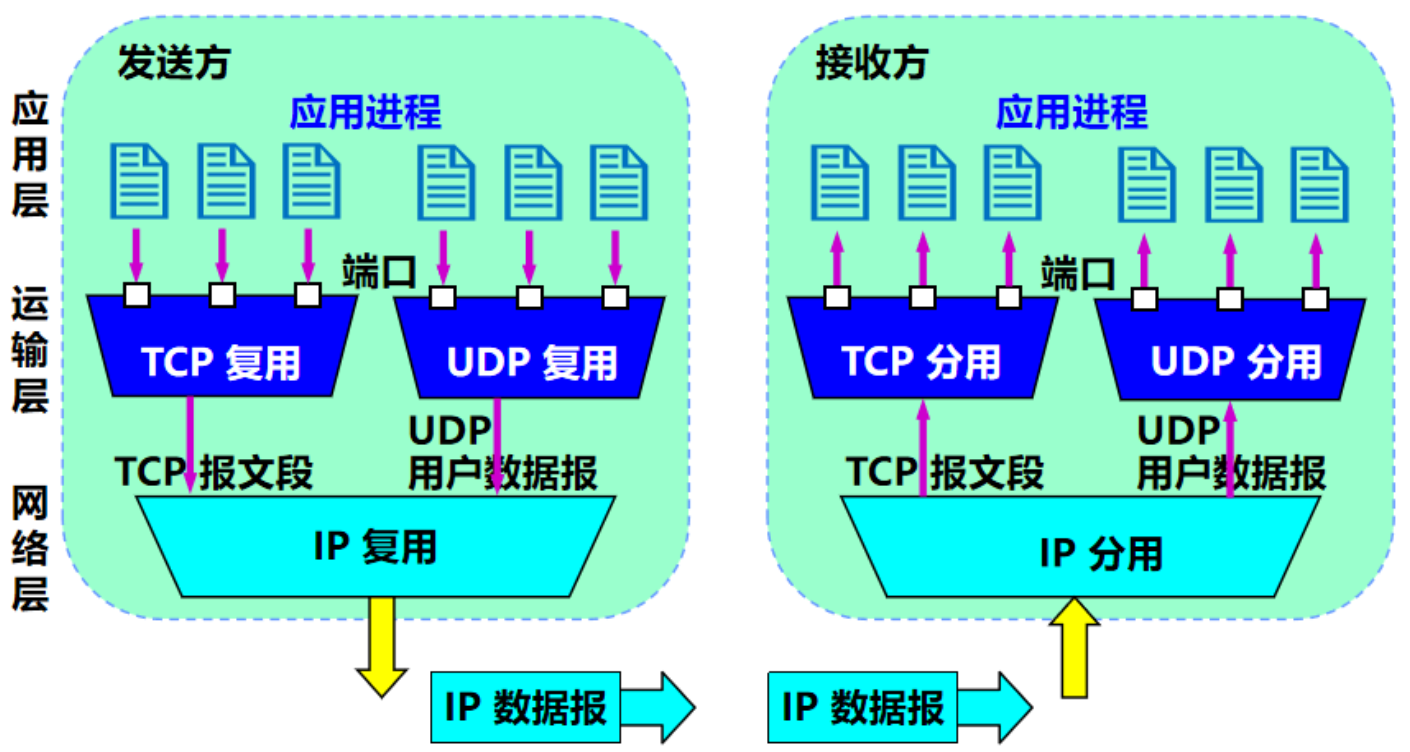 发送方
接收方
应用层
应用进程
应用进程
端口
端口
运输层
TCP 复用
UDP 复用
TCP 分用
UDP 分用
TCP 报文段
UDP
用户数据报
TCP 报文段
UDP
用户数据报
网络层
IP 复用
IP 分用
IP 数据报
IP 数据报